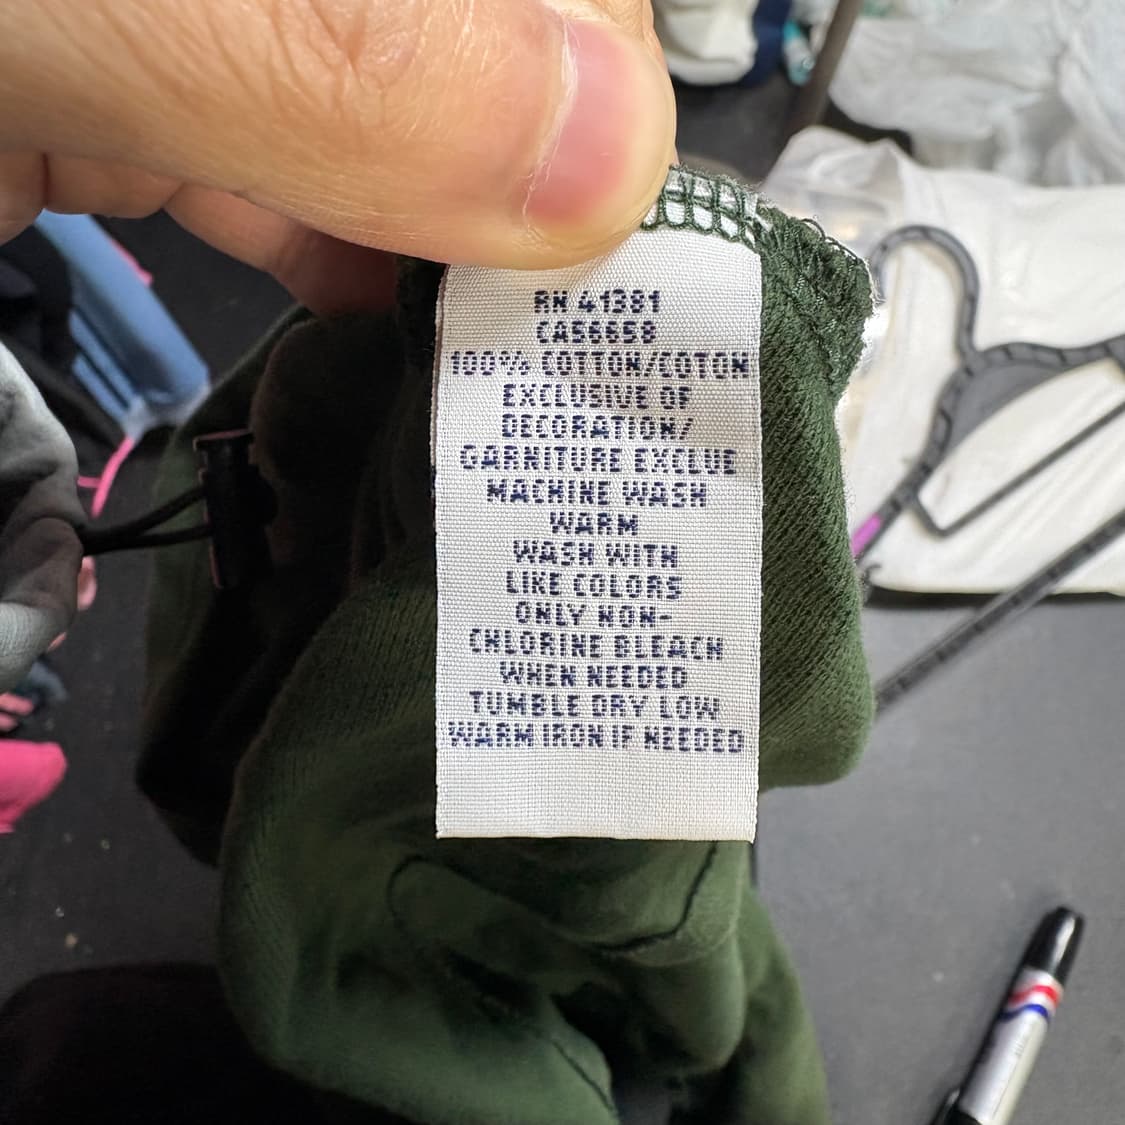 RN 41381
CA56658
100% COTTON/COTON
EXCLUSIVE OF
DECORATION/
GARNITURE EXCLUE
MACHINE WASH
WARM
WASH WITH
LIKE COLORS
ONLY NON-
CHLORINE BLEACH
WHEN NEEDED
TUMBLE DRY LOW
WARM IRON IF NEEDED